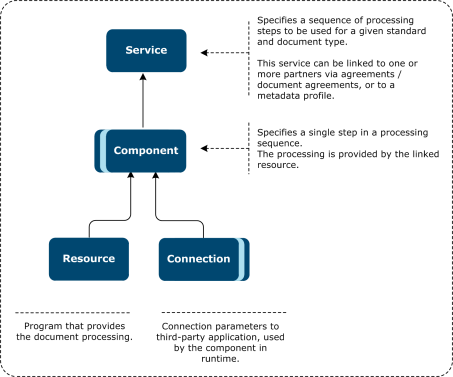 Service
Specifies a sequence of processing
steps to be used for a given standard
and document type.
This service can be linked to one or
more partners via agreements /
document agreements, or to a
metadata profile.
Component
Specifies a single step in a processing
sequence.
The processing is provided by the linked
resource.
Resource
Connection
Program that provides
the document processing.
Connection parameters to
third-party application, used
by the component in
runtime.